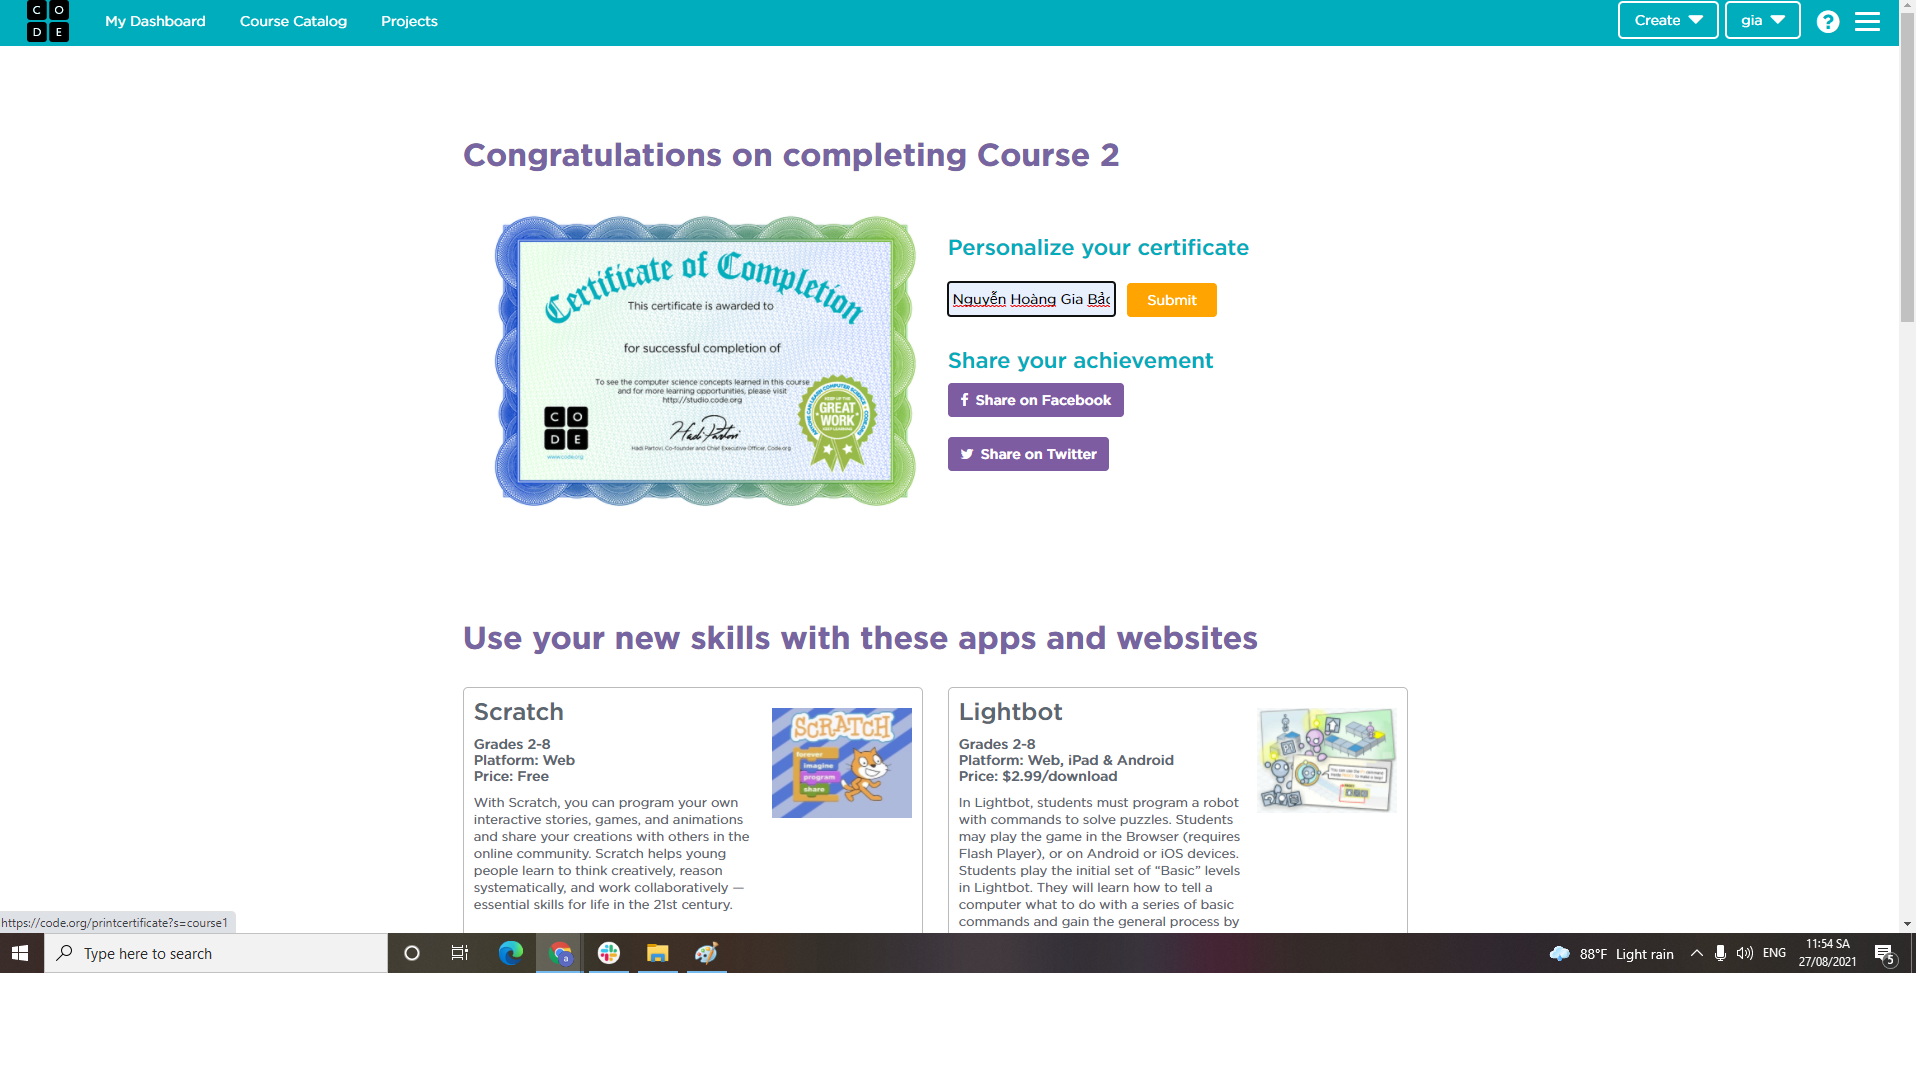 CODE
My Dashboard
Course Catalog
Projects
Create
gia
?
Congratulations on completing Course 2
Certificate of Completion
This certificate is awarded to
for successful completion of
To see the computer science concepts learned in this course
and for more learning opportunities, please visit
http://studio.code.org
CODE
www.code.org
Hadi Partovi, Co-founder and Chief Executive Officer, Code.org
KEEP UP THE
GREAT
WORK
Personalize your certificate
Nguyễn Hoàng Gia Bảo
Submit
Share your achievement
Share on Facebook
Share on Twitter
Use your new skills with these apps and websites
Scratch
Grades 2-8
Platform: Web
Price: Free
With Scratch, you can program your own
interactive stories, games, and animations
and share your creations with others in the
online community. Scratch helps young
people learn to think creatively, reason
systematically, and work collaboratively —
essential skills for life in the 21st century.
SCRATCH
forever
imagine
program
share
Lightbot
Grades 2-8
Platform: Web, iPad & Android
Price: $2.99/download
In Lightbot, students must program a robot
with commands to solve puzzles. Students
may play the game in the Browser (requires
Flash Player), or on Android or iOS devices.
Students play the initial set of “Basic” levels
in Lightbot. They will learn how to tell a
computer what to do with a series of basic
commands and gain the general process by
https://code.org/printcertificate?s=course1
Type here to search
a
88°F Light rain
ENG
11:54 SA
27/08/2021
5